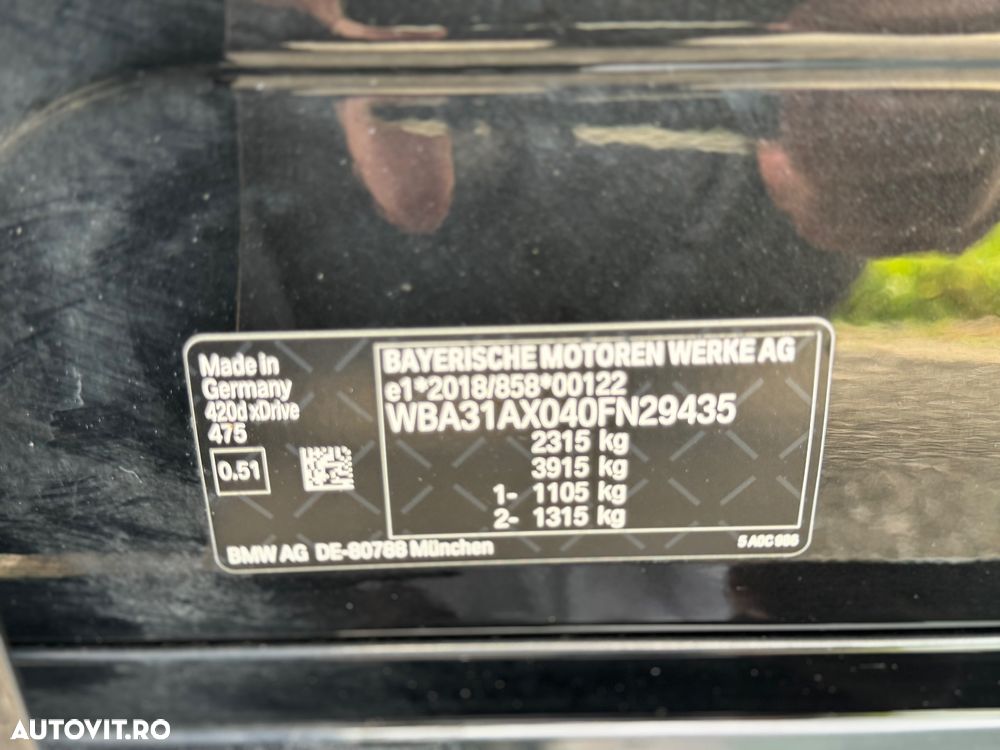 Made in
Germany
420d xDrive
475
0.51
BAYERISCHE MOTOREN WERKE AG
e1*2018/858*00122
WBA31AX040FN29435
2315 kg
3915 kg
1- 1105 kg
2- 1315 kg
BMW AG DE-80788 München
AUTOVIT.RO